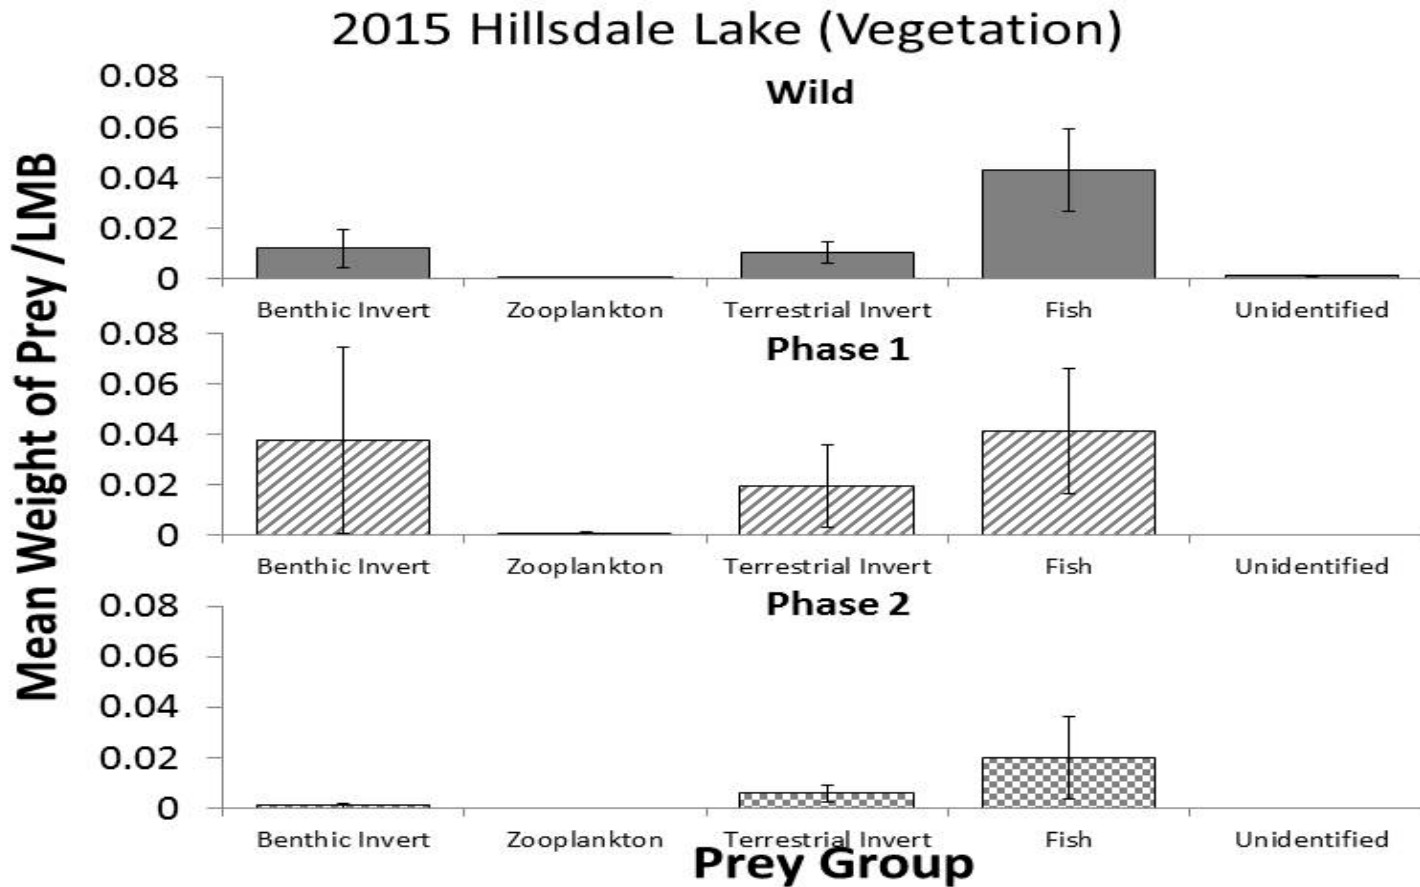 2015 Hillsdale Lake (Vegetation)
Mean Weight of Prey /LMB
Wild
0.08
0.06
0.04
0.02
0
Benthic Invert Zooplankton Terrestrial Invert Fish Unidentified
Phase 1
0.08
0.06
0.04
0.02
0
Benthic Invert Zooplankton Terrestrial Invert Fish Unidentified
Phase 2
0.08
0.06
0.04
0.02
0
Benthic Invert Zooplankton Terrestrial Invert Fish Unidentified
Prey Group